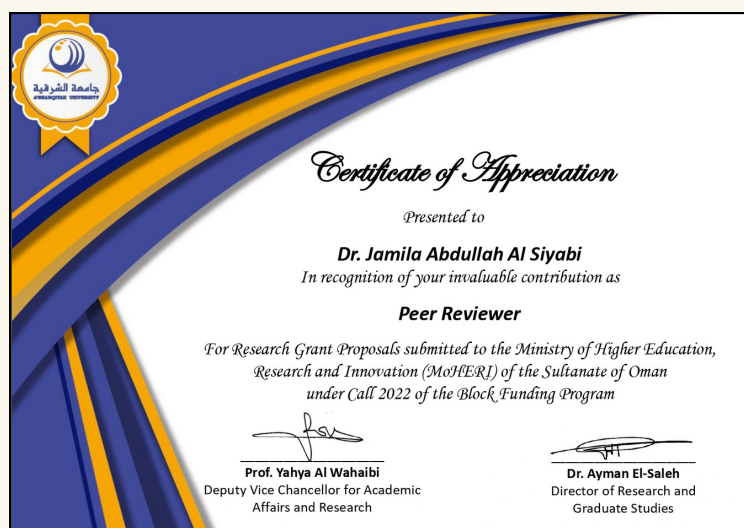 جامعة الشرقية
A'SHARQIYAH UNIVERSITY
Certificate of Appreciation
Presented to
Dr. Jamila Abdullah Al Siyabi
In recognition of your invaluable contribution as
Peer Reviewer
For Research Grant Proposals submitted to the Ministry of Higher Education,
Research and Innovation (MoHERI) of the Sultanate of Oman
under Call 2022 of the Block Funding Program
Prof. Yahya Al Wahaibi
Deputy Vice Chancellor for Academic
Affairs and Research
Dr. Ayman El-Saleh
Director of Research and
Graduate Studies